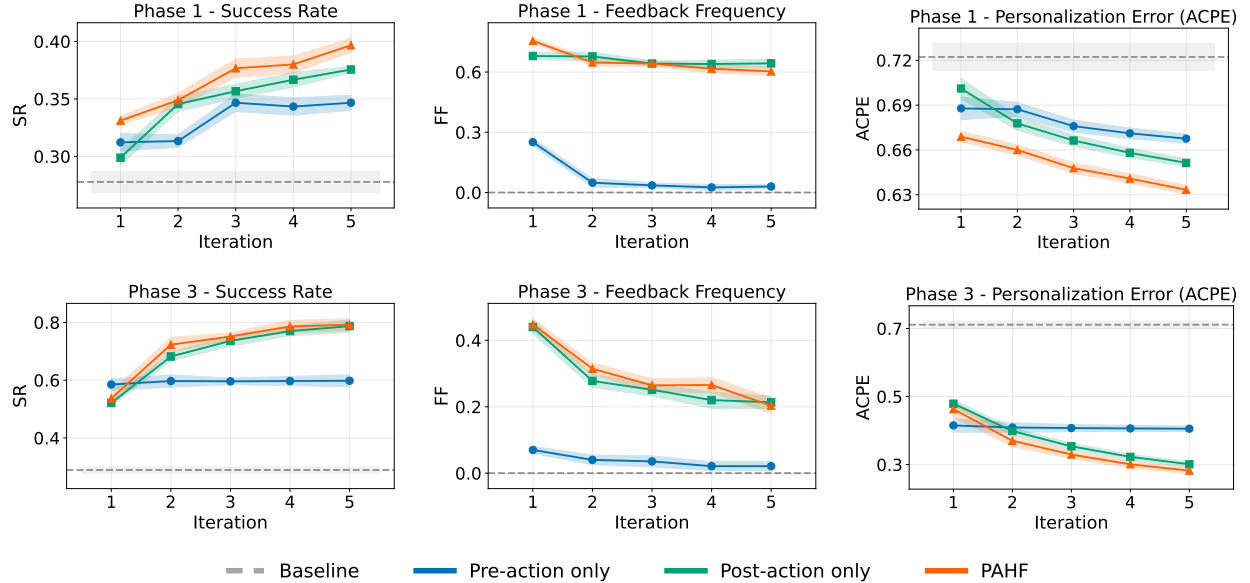 Phase 1 - Success Rate
0.40
0.35
0.30
SR
1 2 3 4 5
Iteration
Phase 1 - Feedback Frequency
0.6
0.3
0.0
FF
1 2 3 4 5
Iteration
Phase 1 - Personalization Error (ACPE)
0.72
0.69
0.66
0.63
ACPE
1 2 3 4 5
Iteration
Phase 3 - Success Rate
0.8
0.6
0.4
SR
1 2 3 4 5
Iteration
Phase 3 - Feedback Frequency
0.4
0.2
0.0
FF
1 2 3 4 5
Iteration
Phase 3 - Personalization Error (ACPE)
0.7
0.5
0.3
ACPE
1 2 3 4 5
Iteration
Baseline Pre-action only Post-action only PAHF